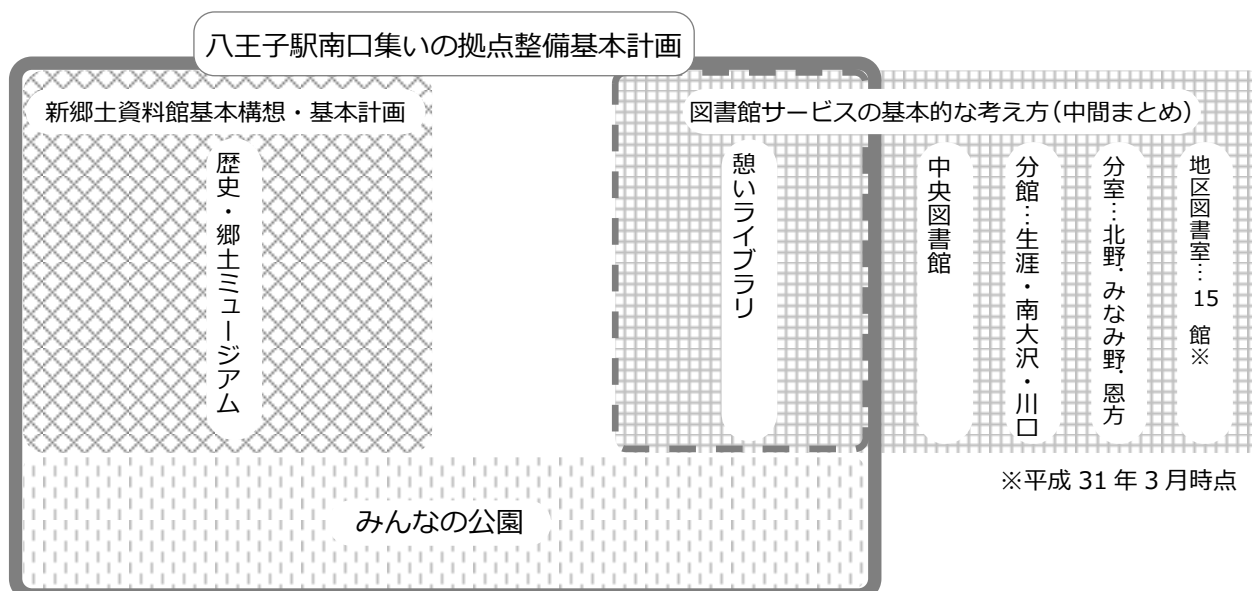 八王子駅南口集いの拠点整備基本計画
新郷土資料館基本構想・基本計画
図書館サービスの基本的な考え方(中間まとめ)
歴史・郷土ミュージアム
憩いライブラリ
中央図書館
分館…生涯・南大沢・川口
分室…北野・みなみ野・恩方
地区図書室…15館※
※平成 31 年 3 月時点
みんなの公園